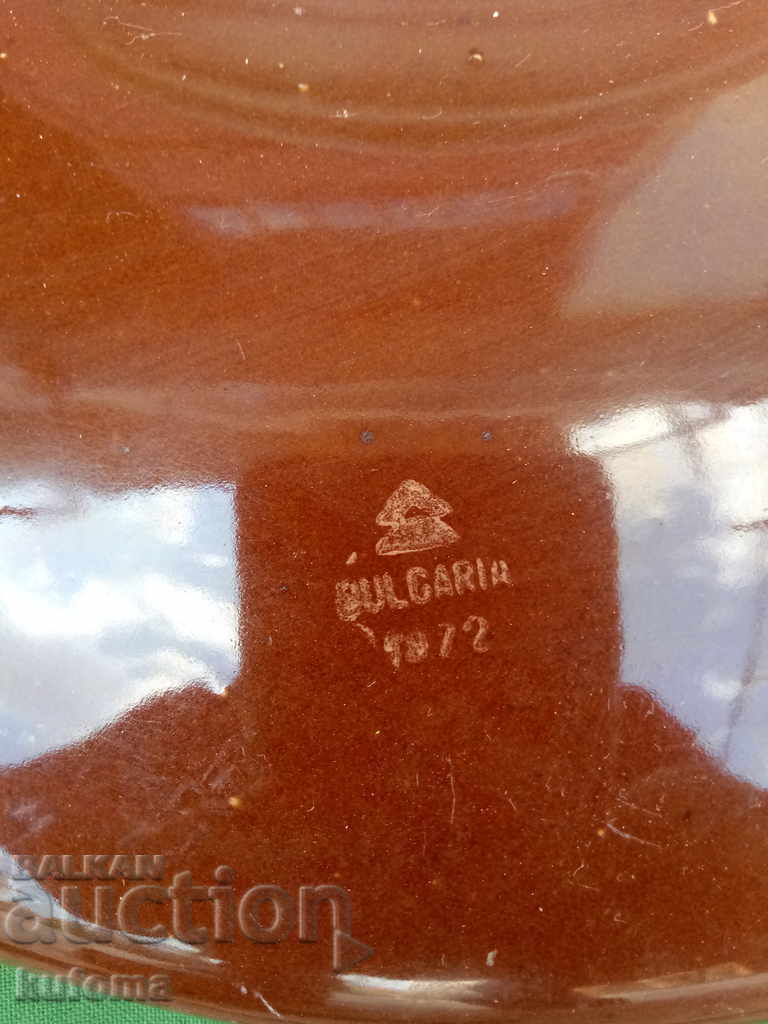 BULGARIA
1972
BALKAN
auction
kufoma